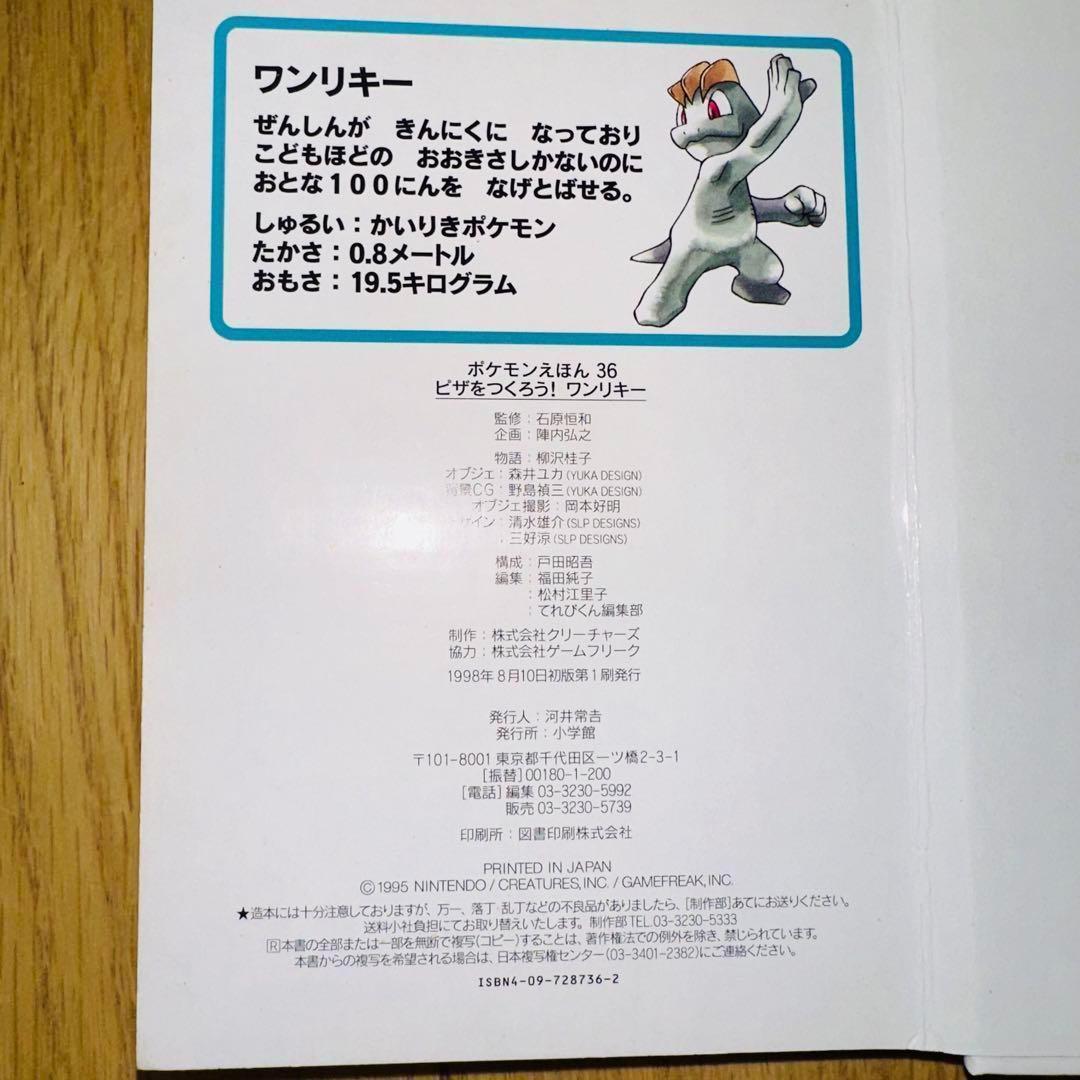 ワンリキー
ぜんしんが きんにくに なっており
こどもほどの おおきさしかないのに
おとな100にんを なげとばせる。
しゅるい：かいりきポケモン
たかさ：0.8メートル
おもさ：19.5キログラム
ポケモンえほん 36
ピザをつくろう！ワンリキー
監修：石原恒和
企画：陣内弘之
物語：柳沢桂子
オブジェ：森井ユカ(YUKA DESIGN)
背景CG：野島禎三(YUKA DESIGN)
オブジェ撮影：岡本好明
ザイン：清水雄介(SLP DESIGNS)
：三好涼(SLP DESIGNS)
構成：戸田昭吾
編集：福田純子
：松村江里子
：てれびくん編集部
制作：株式会社クリーチャーズ
協力：株式会社ゲームフリーク
1998年8月10日初版第1刷発行
発行人：河井常吉
発行所：小学館
〒101-8001 東京都千代田区一ツ橋2-3-1
[振替]00180-1-200
[電話]編集 03-3230-5992
販売 03-3230-5739
印刷所：図書印刷株式会社
PRINTED IN JAPAN
©1995 NINTENDO / CREATURES,INC. / GAMEFREAK,INC.
★造本には十分注意しておりますが、万一、落丁・乱丁などの不良品がありましたら、[制作部]あてにお送りください。
送料小社負担にてお取り替えいたします。制作部TEL.03-3230-5333
R本書の全部または一部を無断で複写(コピー)することは、著作権法での例外を除き、禁じられています。
本書からの複写を希望される場合は、日本複写権センター(03-3401-2382)にご連絡ください。
ISBN4-09-728736-2